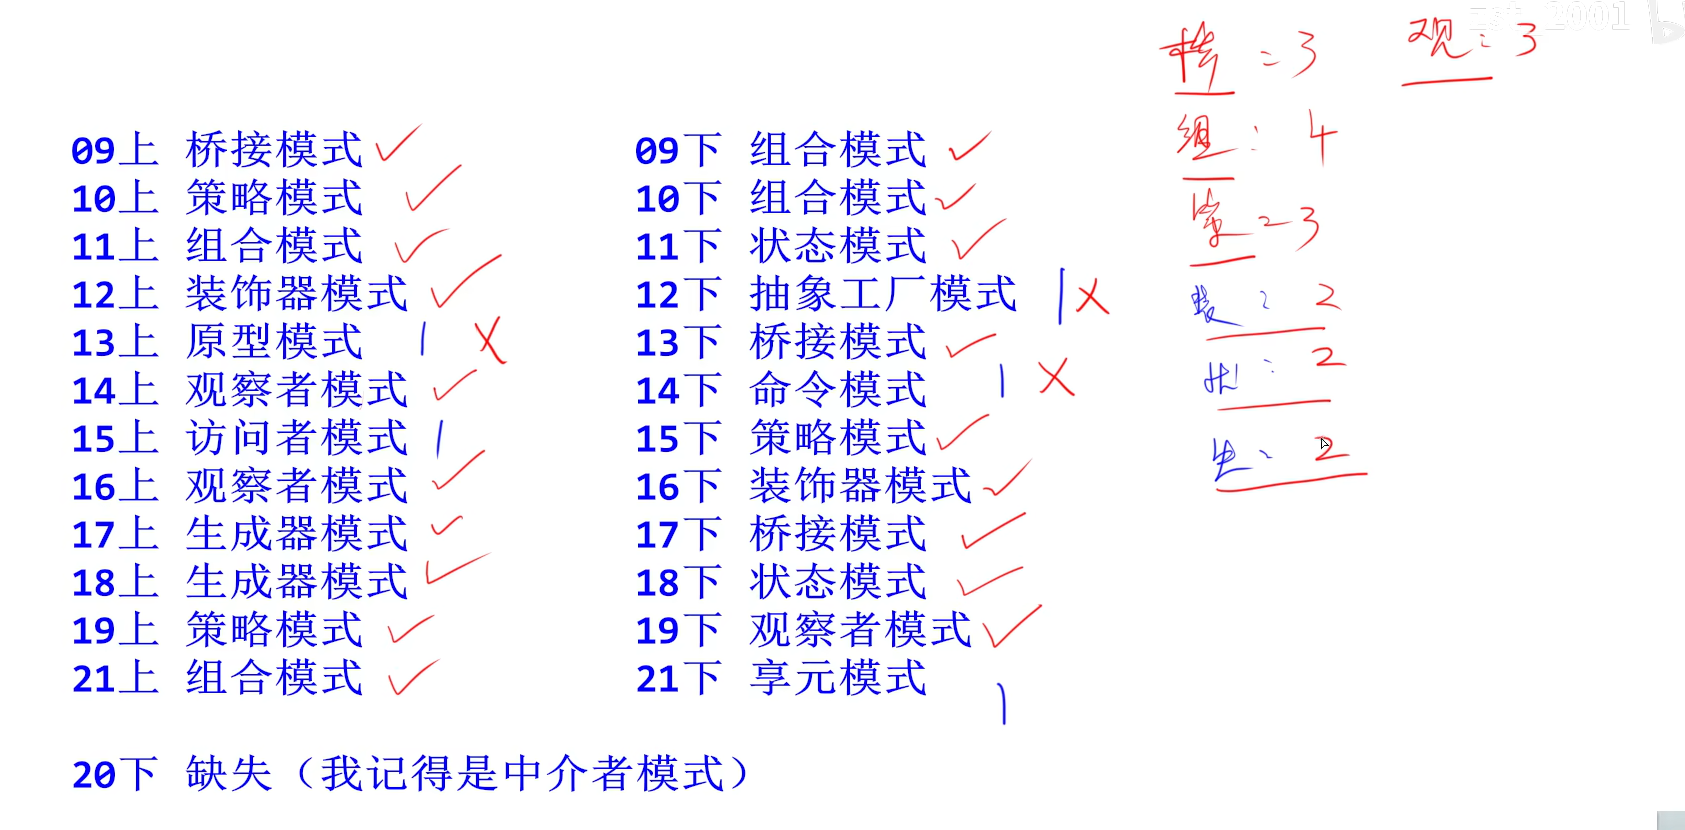 zst_2001
桥:3 观:3
组:4
策:3
装:2
状:2
生:2
09上 桥接模式 09下 组合模式
10上 策略模式 10下 组合模式
11上 组合模式 11下 状态模式
12上 装饰器模式 12下 抽象工厂模式 1
13上 原型模式 1 13下 桥接模式
14上 观察者模式 14下 命令模式 1
15上 访问者模式 1 15下 策略模式
16上 观察者模式 16下 装饰器模式
17上 生成器模式 17下 桥接模式
18上 生成器模式 18下 状态模式
19上 策略模式 19下 观察者模式
21上 组合模式 21下 享元模式 1
20下 缺失（我记得是中介者模式）